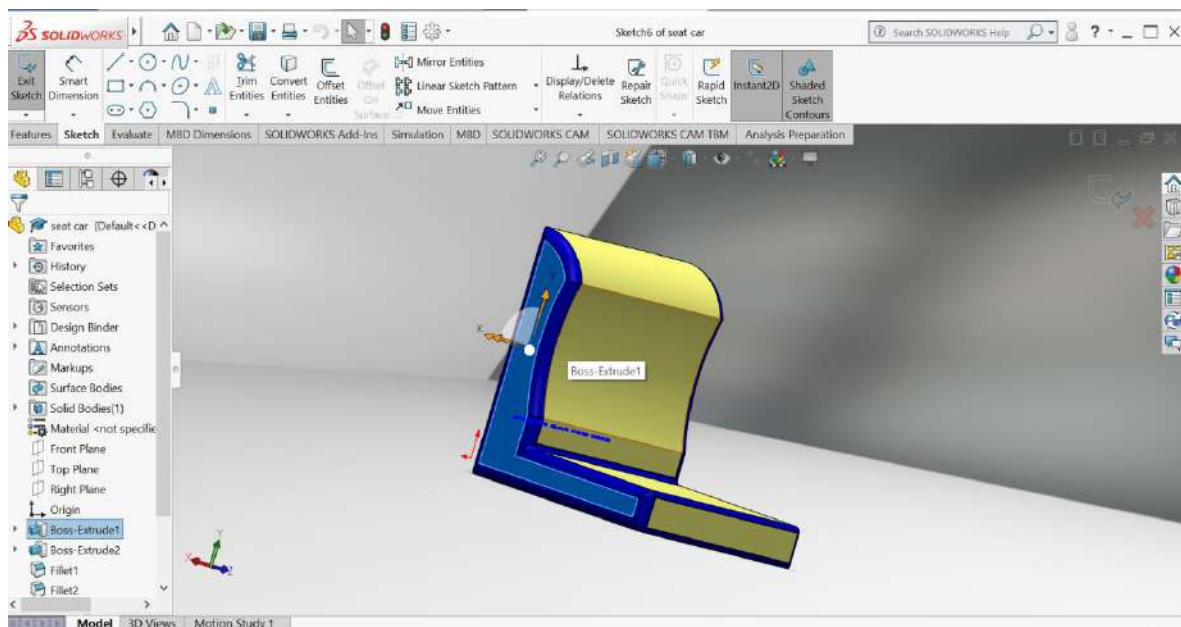 SOLIDWORKS
Sketch6 of seat car
Search SOLIDWORKS Help
Exit Sketch
Smart Dimension
Trim Entities
Convert Entities
Offset Entities
Offset On Surface
Mirror Entities
Linear Sketch Pattern
Move Entities
Display/Delete Relations
Repair Sketch
Quick Snaps
Rapid Sketch
Instant2D
Shaded Sketch Contours
Features
Sketch
Evaluate
MBD Dimensions
SOLIDWORKS Add-Ins
Simulation
MBD
SOLIDWORKS CAM
SOLIDWORKS CAM TBM
Analysis Preparation
seat car (Default<<D
Favorites
History
Selection Sets
Sensors
Design Binder
Annotations
Markups
Surface Bodies
Solid Bodies(1)
Material <not specifie
Front Plane
Top Plane
Right Plane
Origin
Boss-Extrude1
Boss-Extrude2
Fillet1
Fillet2
Boss-Extrude1
X
Y
Y
X
Z
Model
3D Views
Motion Study 1